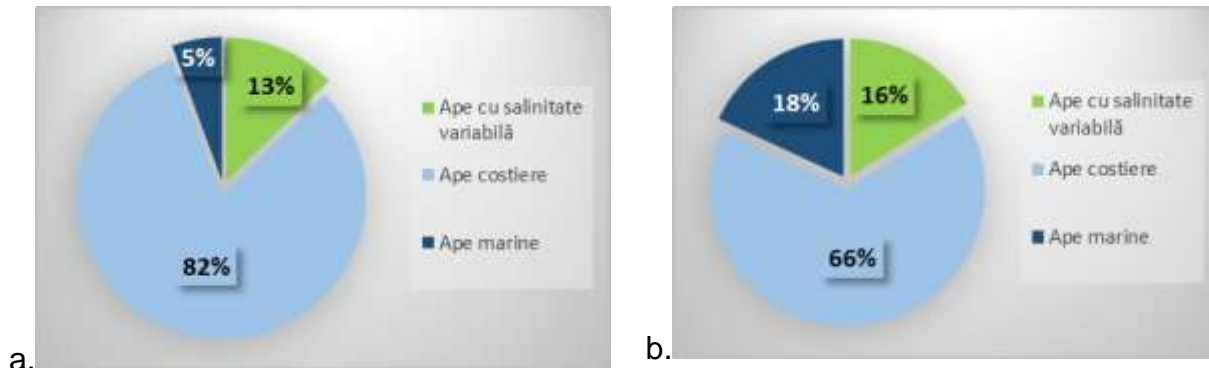 5%
13%
82%
Ape cu salinitate
variabilă
Ape costiere
Ape marine
a.
18%
16%
66%
Ape cu salinitate
variabilă
Ape costiere
Ape marine
b.